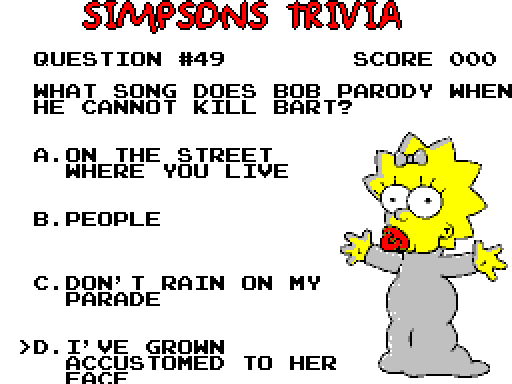 SIMPSONS TRIVIA
QUESTION #49 SCORE 000
WHAT SONG DOES BOB PARODY WHEN
HE CANNOT KILL BART?
A.ON THE STREET
WHERE YOU LIVE
B.PEOPLE
C.DON'T RAIN ON MY
PARADE
>D.I'VE GROWN
ACCUSTOMED TO HER
FACE